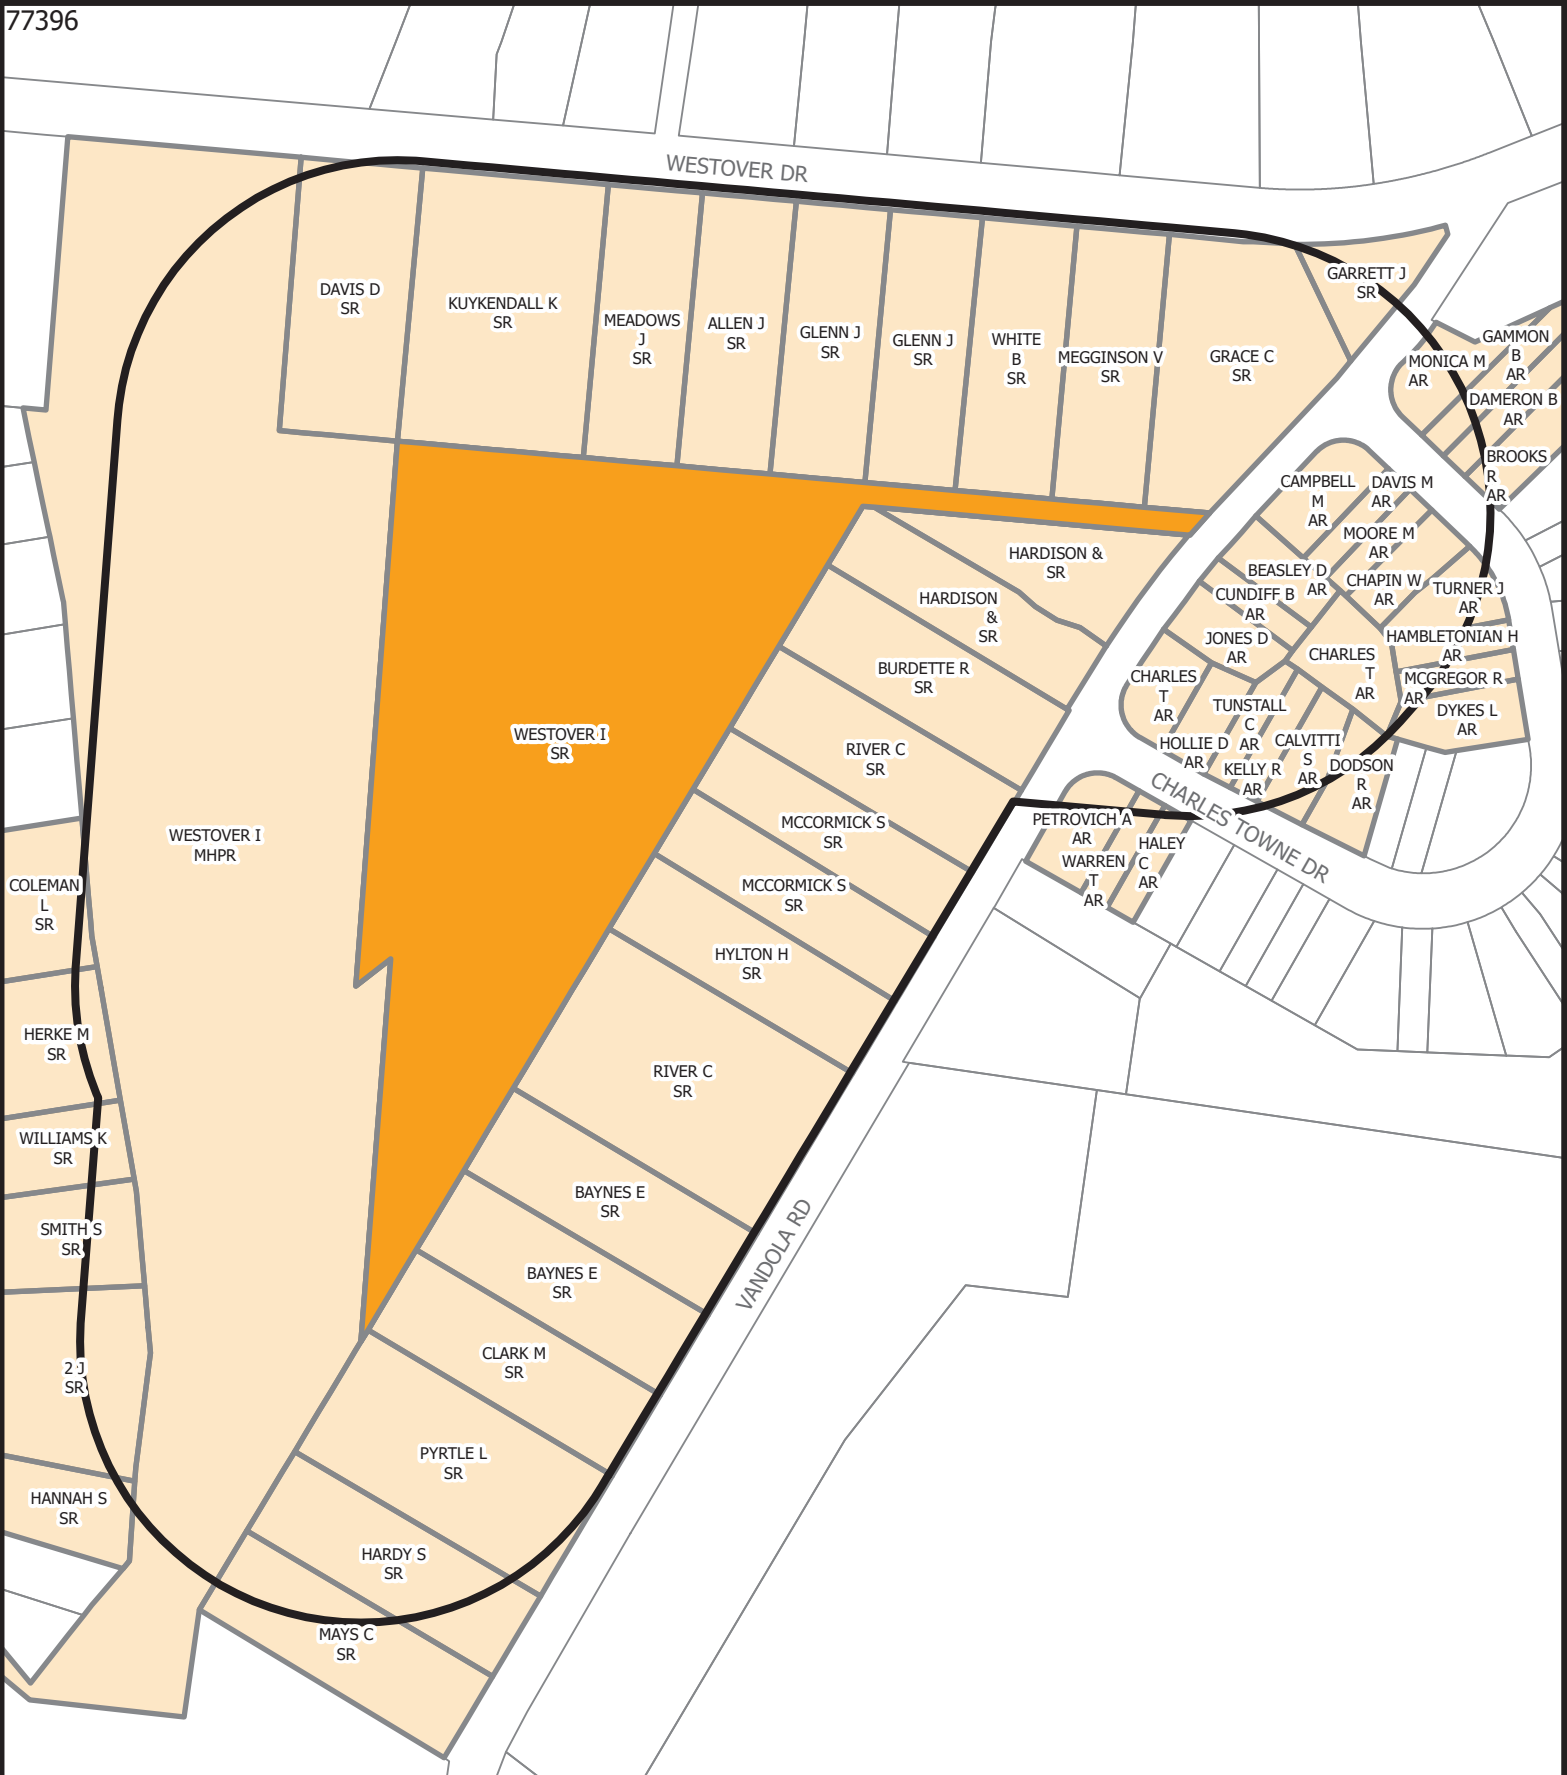 77396
WESTOVER DR
GARRETT J
SR
DAVIS D
SR
KUYKENDALL K
SR
MEADOWS
J
SR
ALLEN J
SR
GLENN J
SR
GLENN J
SR
WHITE
B
SR
MEGGINSON V
SR
GRACE C
SR
MONICA M
AR
GAMMON
B
AR
DAMERON B
AR
BROOKS
R
AR
CAMPBELL
M
AR
DAVIS M
AR
MOORE M
AR
HARDISON &
SR
HARDISON
&
SR
BEASLEY D
AR
CUNDIFF B
AR
CHAPIN W
AR
TURNER J
AR
JONES D
AR
HAMBLETONIAN H
AR
CHARLES
T
AR
BURDETTE R
SR
CHARLES
T
AR
MCGREGOR R
AR
DYKES L
AR
TUNSTALL
C
AR
WESTOVER I
SR
RIVER C
SR
HOLLIE D
AR
CALVITTI
S
AR
KELLY R
AR
DODSON
R
AR
CHARLES TOWNE DR
WESTOVER I
MHPR
MCCORMICK S
SR
PETROVICH A
AR
WARREN
T
AR
HALEY
C
AR
COLEMAN
L
SR
MCCORMICK S
SR
HYLTON H
SR
HERKE M
SR
RIVER C
SR
WILLIAMS K
SR
BAYNES E
SR
SMITH S
SR
VANDOLA RD
BAYNES E
SR
2 J
SR
CLARK M
SR
PYRTLE L
SR
HANNAH S
SR
HARDY S
SR
MAYS C
SR